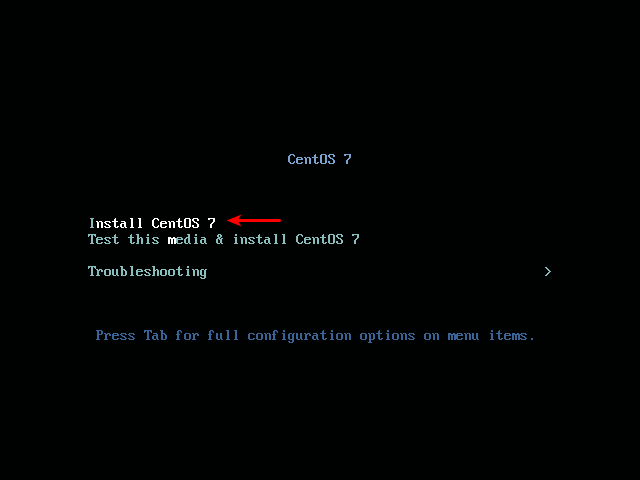 CentOS 7
Install CentOS 7
Test this media & install CentOS 7
Troubleshooting >
Press Tab for full configuration options on menu items.